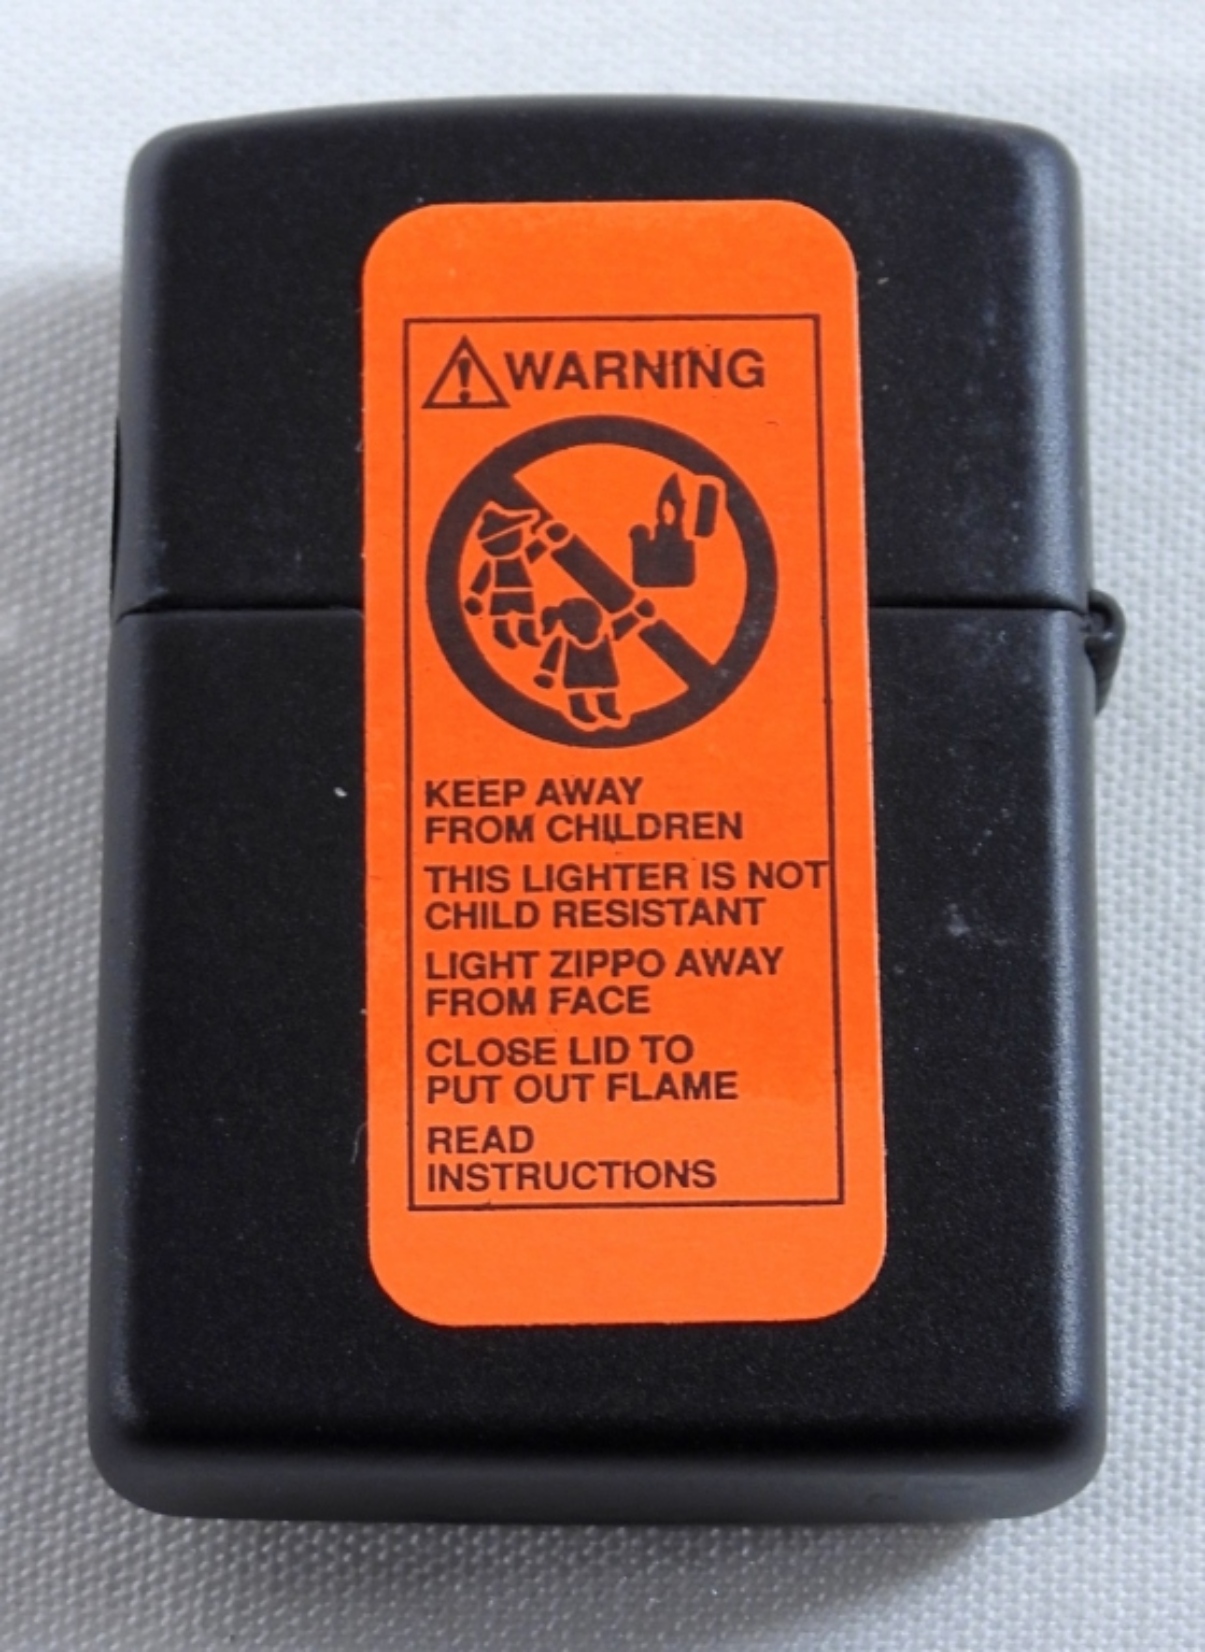 WARNING
KEEP AWAY
FROM CHILDREN
THIS LIGHTER IS NOT
CHILD RESISTANT
LIGHT ZIPPO AWAY
FROM FACE
CLOSE LID TO
PUT OUT FLAME
READ
INSTRUCTIONS